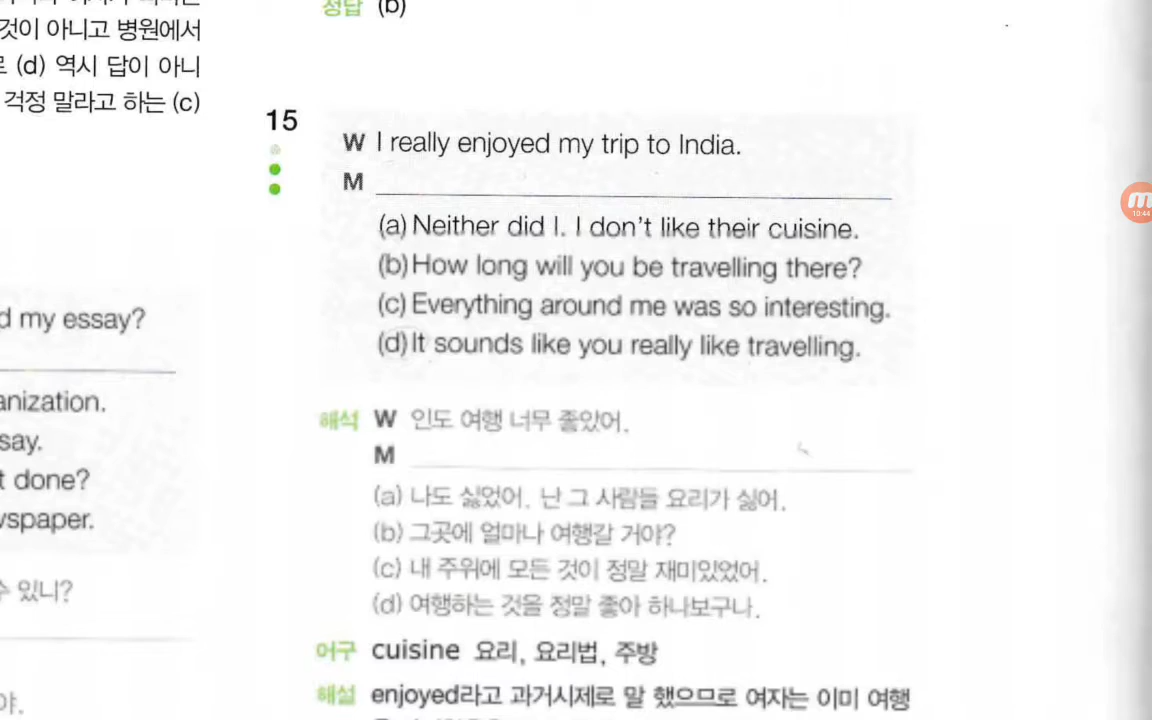 것이 아니고 병원에서
(d) 역시 답이 아니
걱정 말라고 하는 (c)
my essay?
say.
done?
수 있니?
야.
정답 (b)
15
W I really enjoyed my trip to India.
M
(a) Neither did I. I don't like their cuisine.
(b) How long will you be travelling there?
(c) Everything around me was so interesting.
(d) It sounds like you really like travelling.
해석 W 인도 여행 너무 좋았어.
M
(a) 나도 싫었어. 난 그 사람들 요리가 싫어.
(b) 그곳에 얼마나 여행갈 거야?
(c) 내 주위에 모든 것이 정말 재미있었어.
(d) 여행하는 것을 정말 좋아 하나보구나.
어구 cuisine 요리, 요리법, 주방
해설 enjoyed라고 과거시제로 말 했으므로 여자는 이미 여행
10:44